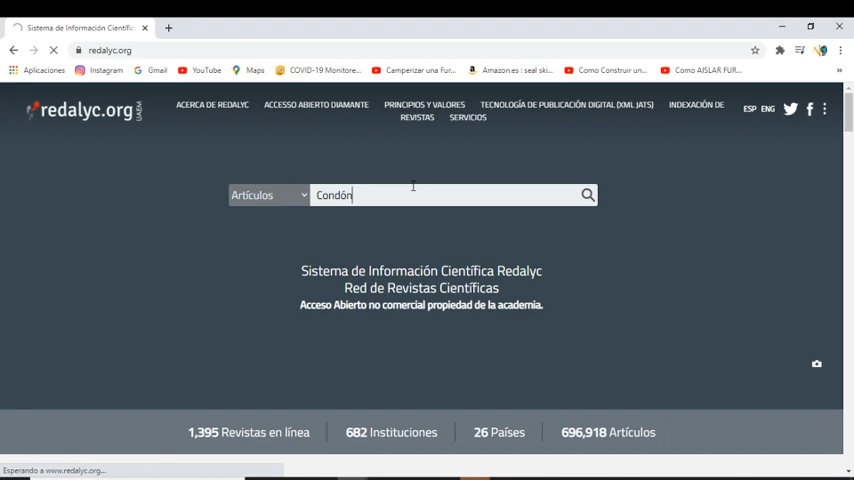 Sistema de Información Científic
redalyc.org
Aplicaciones Instagram Gmail YouTube Maps COVID-19 Monitore... Camperizar una Fur... Amazon.es : seal ski... Como Construir un... Como AISLAR FUR...
redalyc.org UAEM
ACERCA DE REDALYC ACCESO ABIERTO DIAMANTE PRINCIPIOS Y VALORES TECNOLOGÍA DE PUBLICACIÓN DIGITAL (XML JATS) INDEXACIÓN DE
REVISTAS SERVICIOS
ESP ENG
Artículos Condón
Sistema de Información Científica Redalyc
Red de Revistas Científicas
Acceso Abierto no comercial propiedad de la academia.
1,395 Revistas en línea 682 Instituciones 26 Países 696,918 Artículos
Esperando a www.redalyc.org...